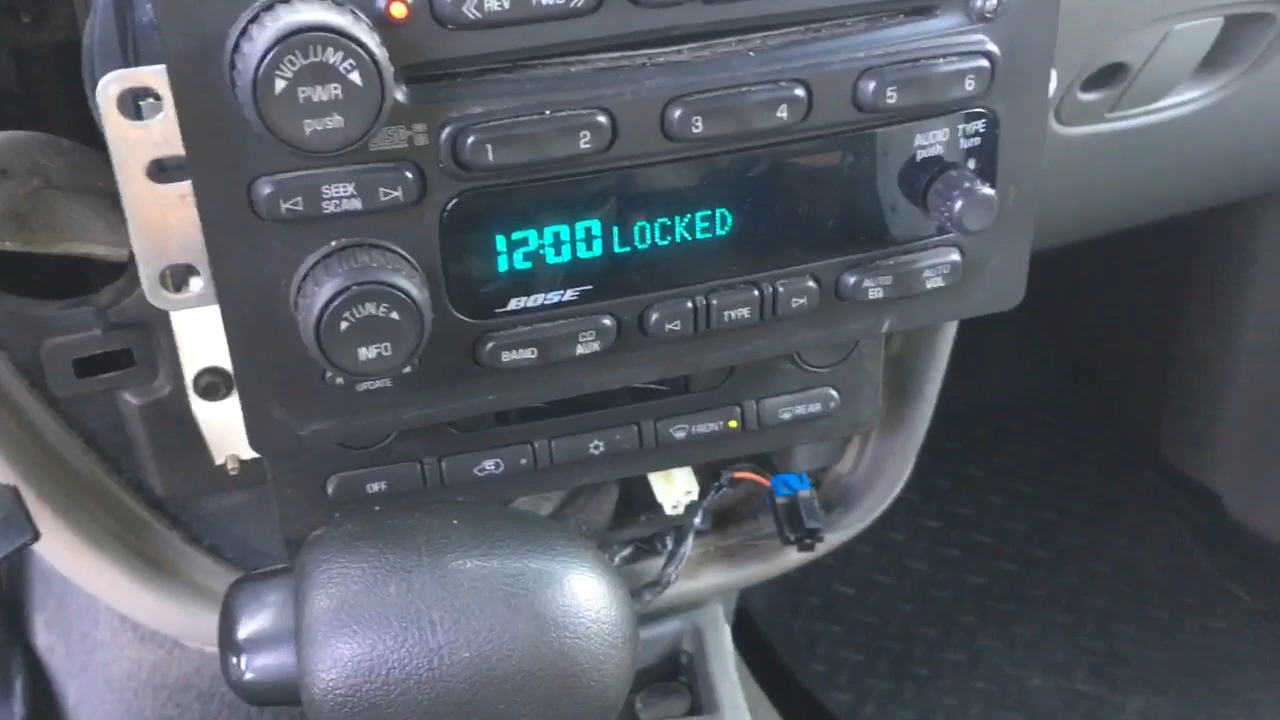 REV FWD
VOLUME
PWR
push
1 2
3 4
5 6
AUDIO TYPE
push turn
SEEK
SCAN
12:00 LOCKED
BOSE
TUNE
INFO
UPDATE
BAND CD
AUX
TYPE
AUTO
EQ
AUTO
VOL
OFF
FRONT
REAR